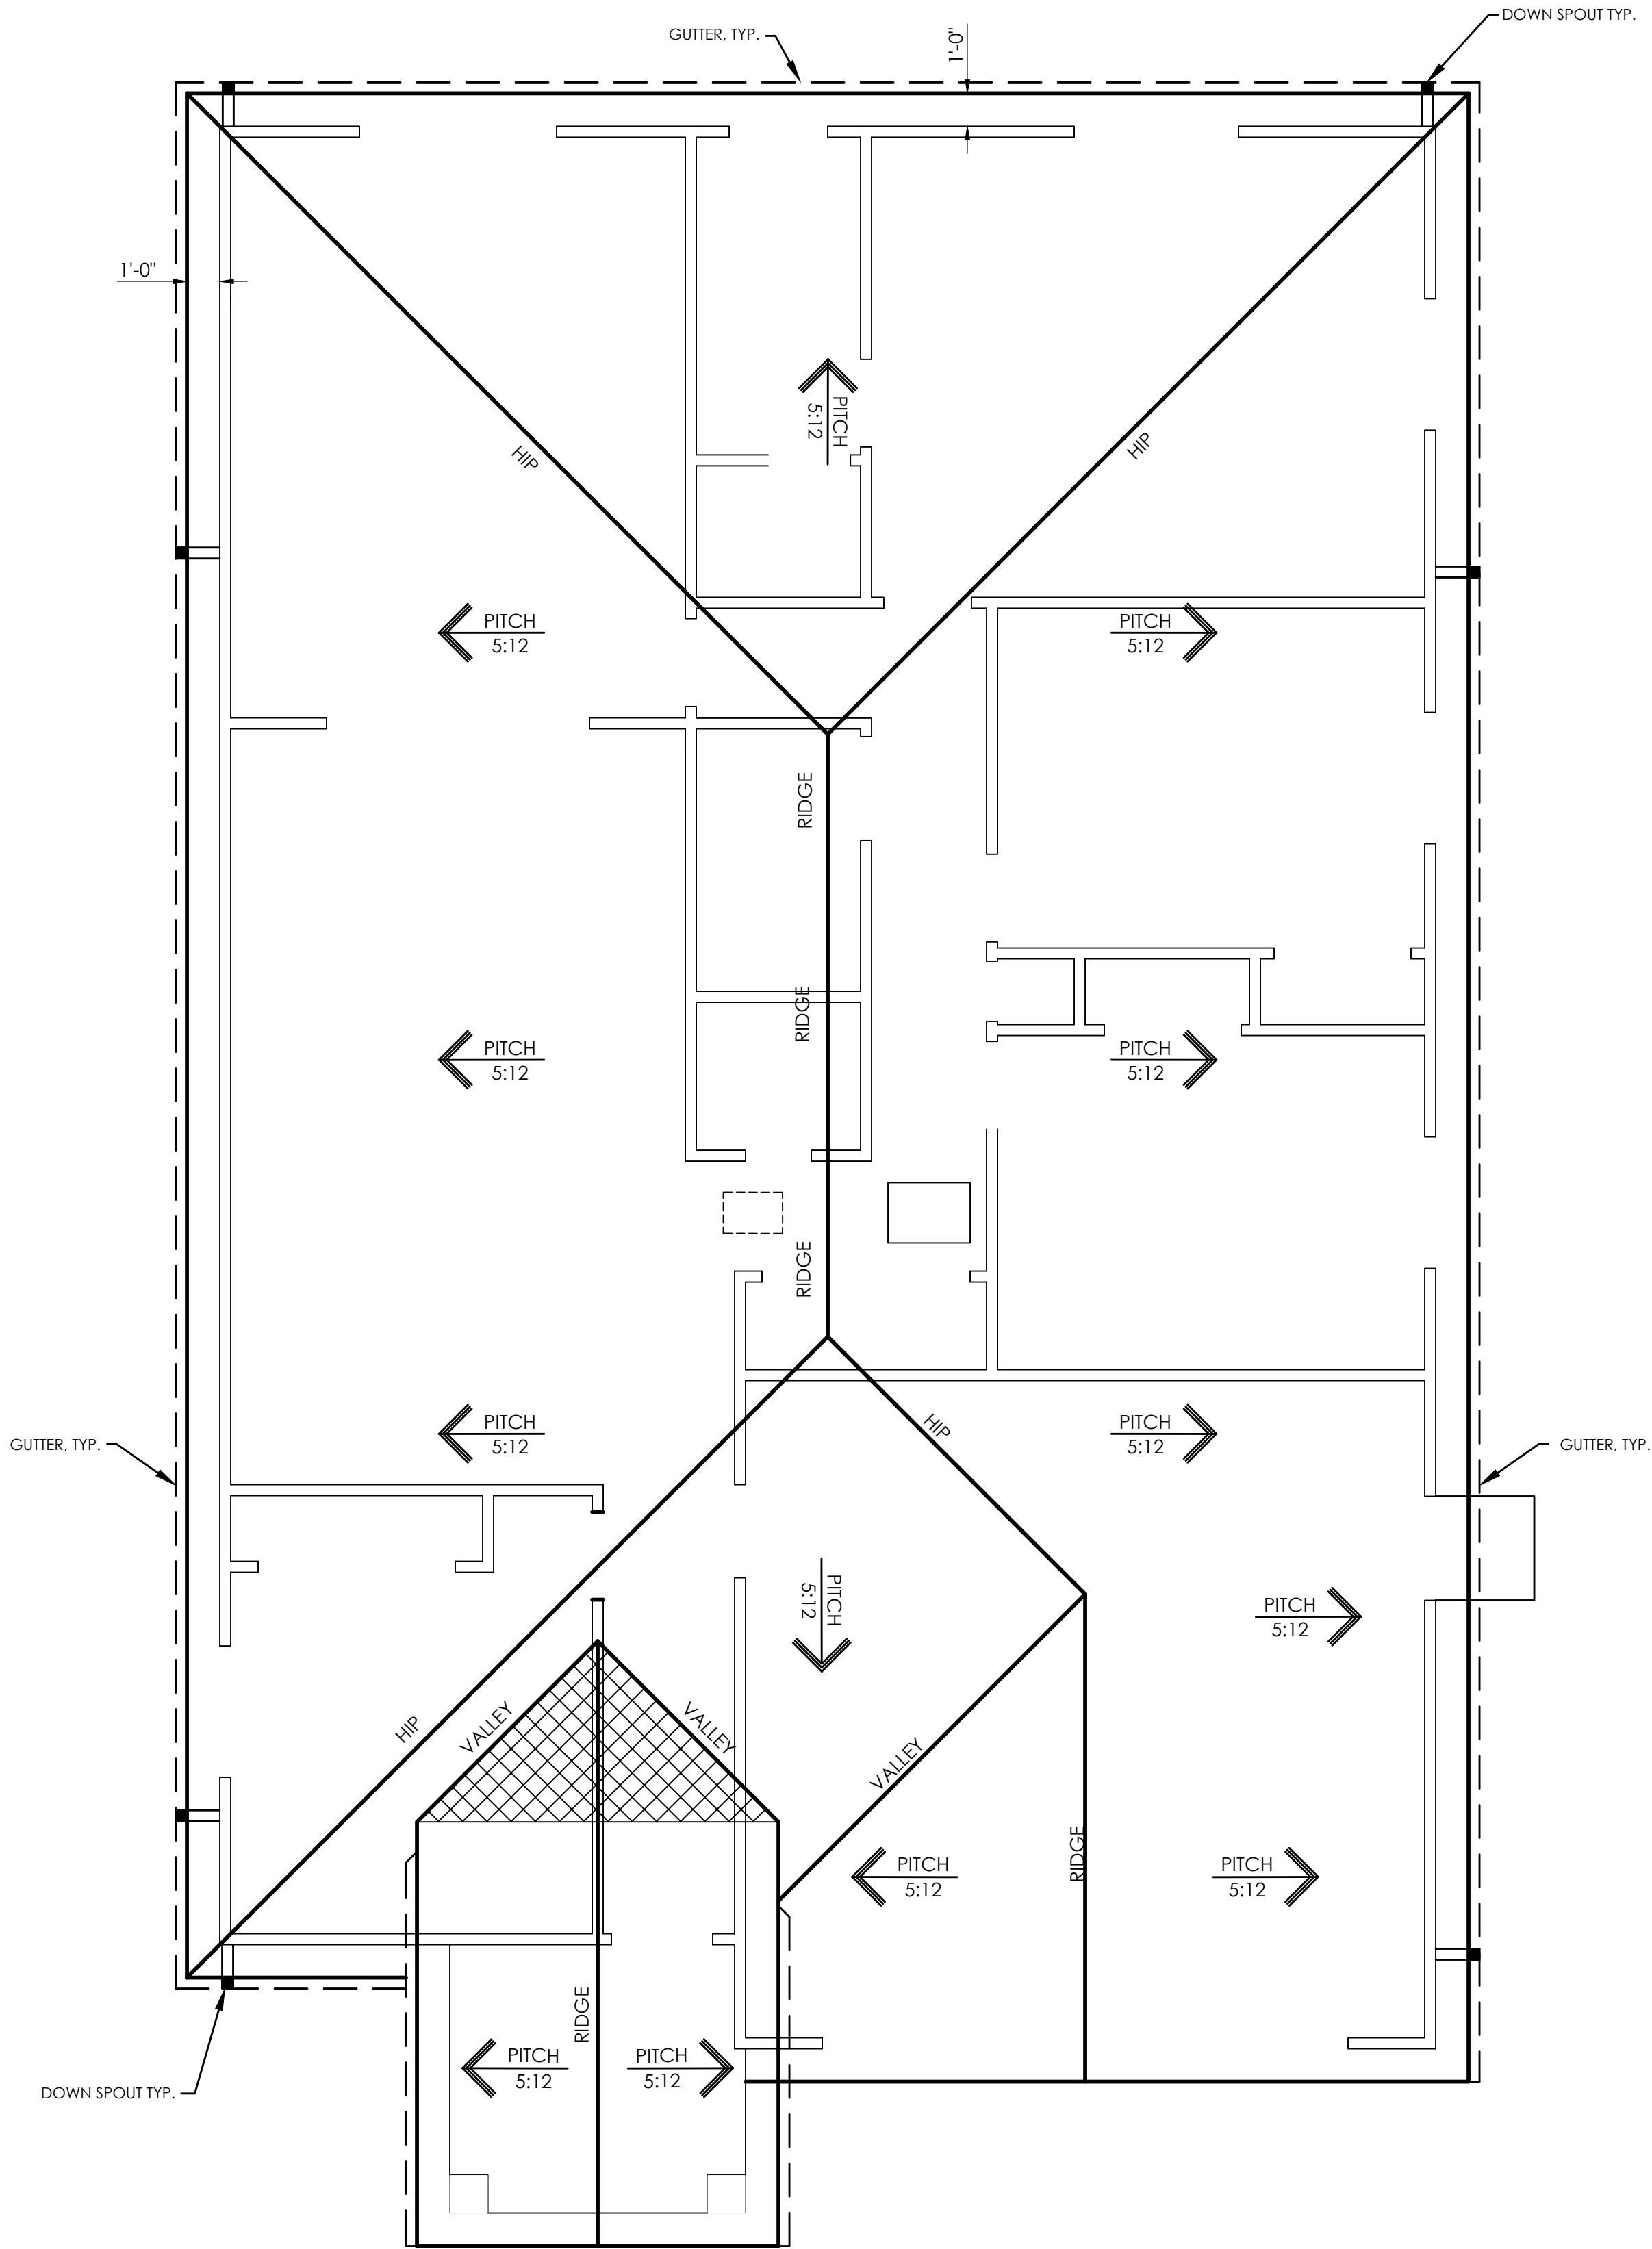 DOWN SPOUT TYP.
GUTTER, TYP.
1'-0"
1'-0"
PITCH
5:12
HIP
HIP
PITCH
5:12
PITCH
5:12
RIDGE
RIDGE
PITCH
5:12
PITCH
5:12
RIDGE
HIP
PITCH
5:12
PITCH
5:12
GUTTER, TYP.
GUTTER, TYP.
PITCH
5:12
PITCH
5:12
HIP
VALLEY
VALLEY
VALLEY
RIDGE
PITCH
5:12
PITCH
5:12
RIDGE
PITCH
5:12
PITCH
5:12
DOWN SPOUT TYP.